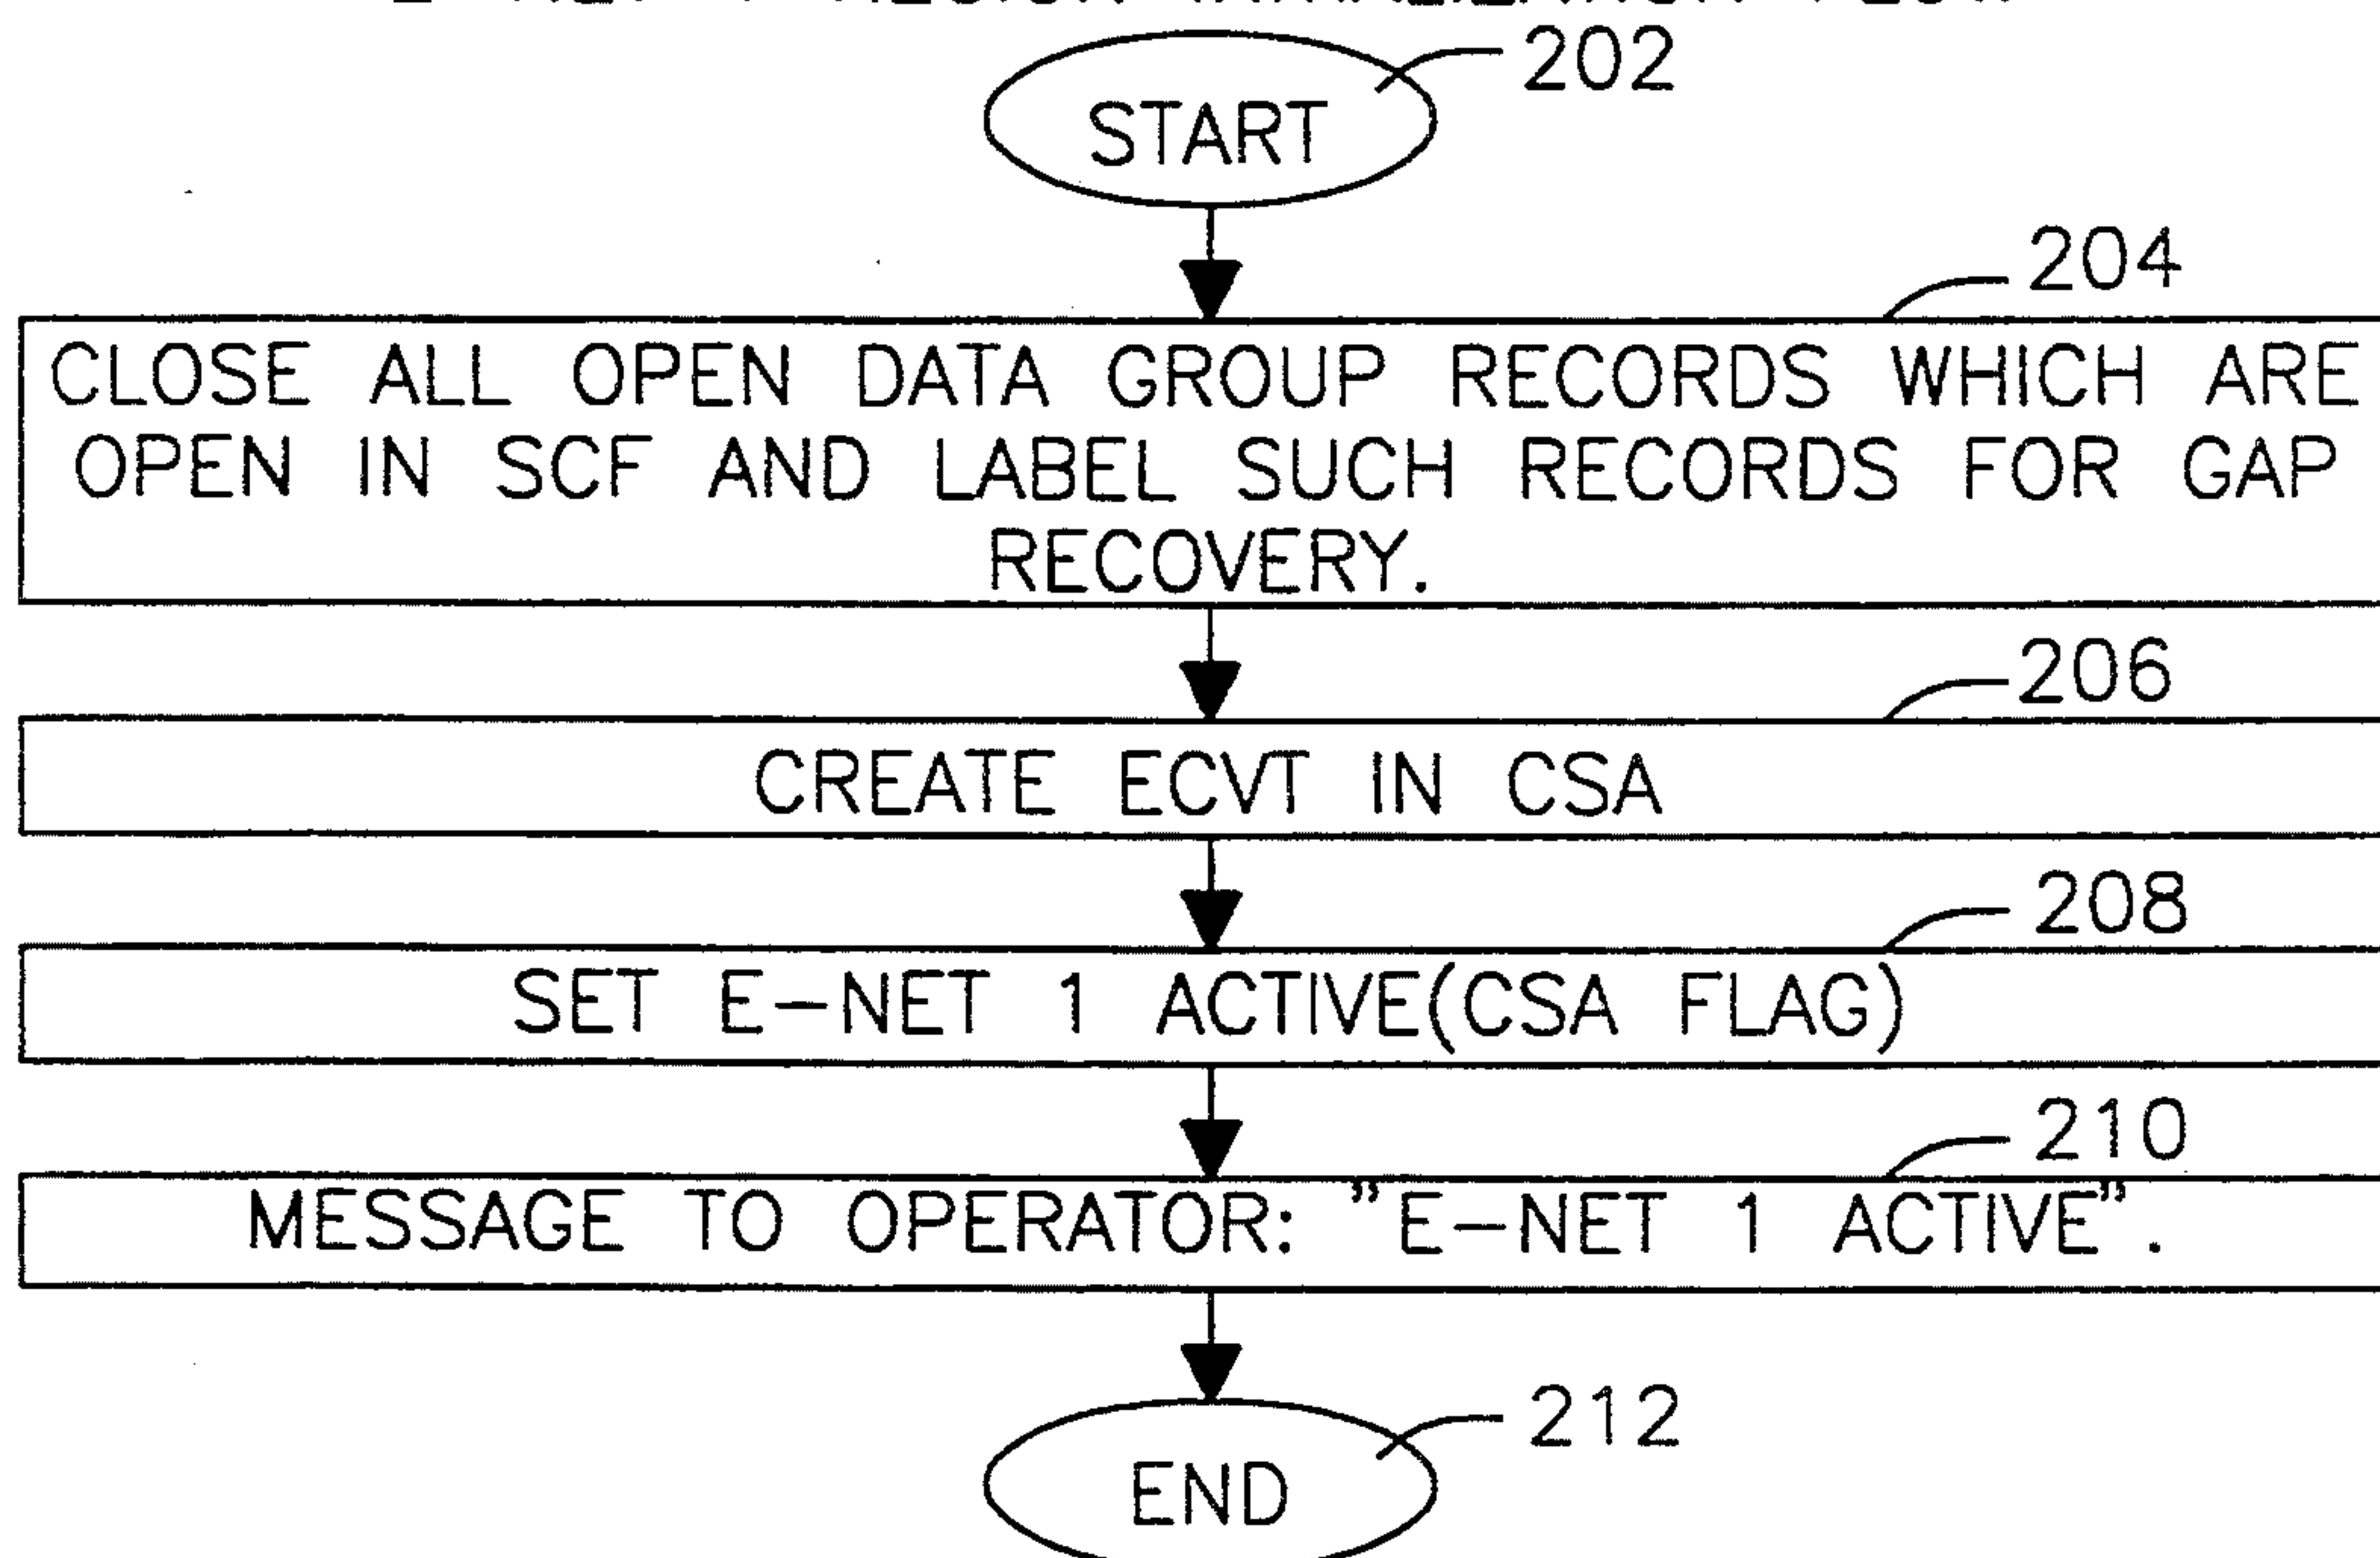 START
202
204
CLOSE ALL OPEN DATA GROUP RECORDS WHICH ARE
OPEN IN SCF AND LABEL SUCH RECORDS FOR GAP
RECOVERY.
206
CREATE ECVT IN CSA
208
SET E-NET 1 ACTIVE(CSA FLAG)
210
MESSAGE TO OPERATOR: "E-NET 1 ACTIVE".
212
END